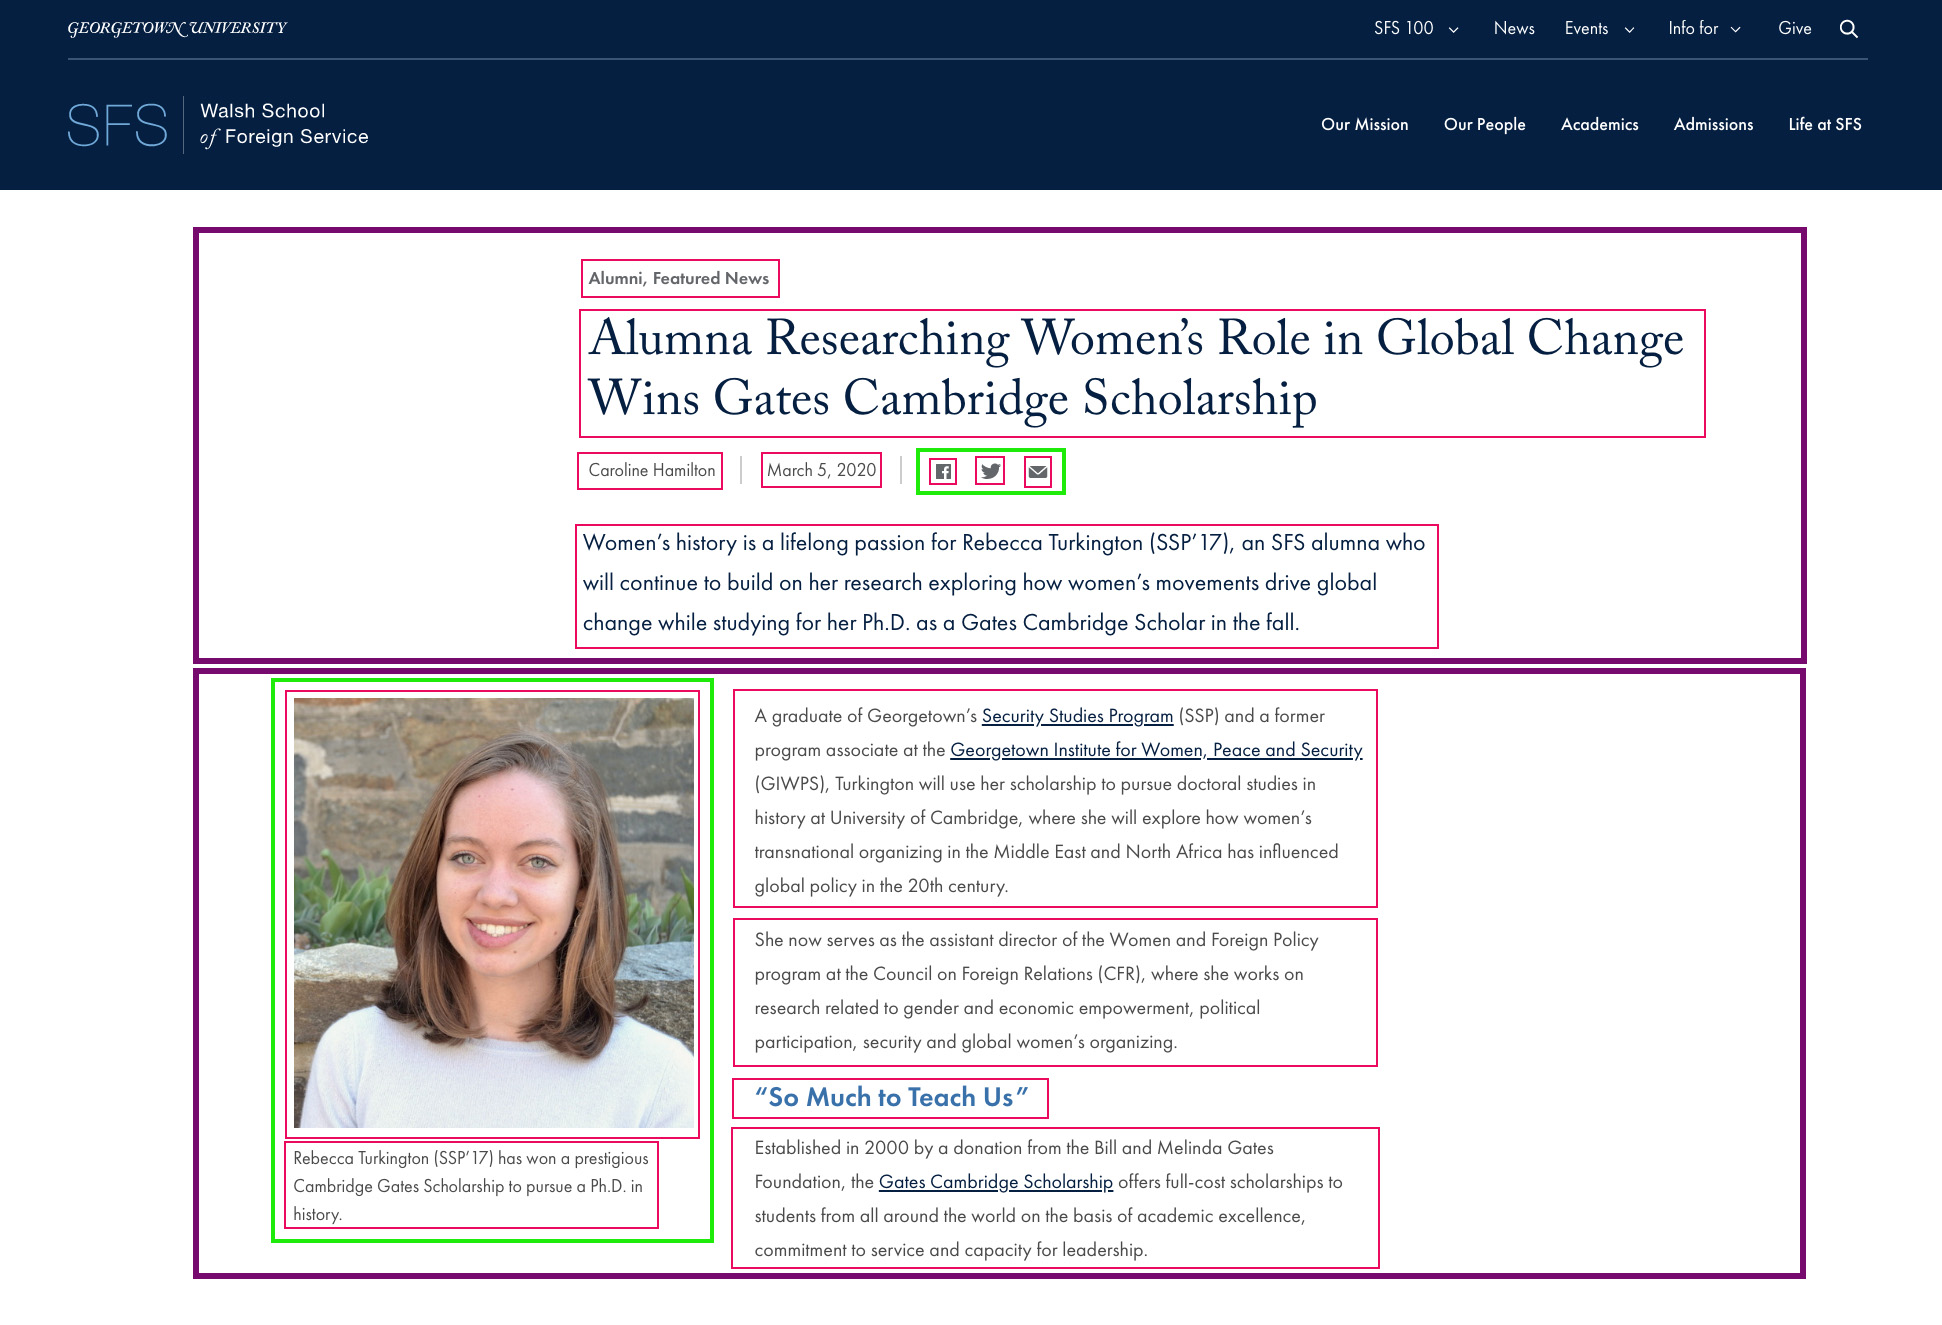 GEORGETOWN UNIVERSITY
SFS 100 News Events Info for Give
SFS Walsh School
of Foreign Service
Our Mission Our People Academics Admissions Life at SFS
Alumni, Featured News
Alumna Researching Women’s Role in Global Change
Wins Gates Cambridge Scholarship
Caroline Hamilton
March 5, 2020
Women’s history is a lifelong passion for Rebecca Turkington (SSP’17), an SFS alumna who
will continue to build on her research exploring how women’s movements drive global
change while studying for her Ph.D. as a Gates Cambridge Scholar in the fall.
Rebecca Turkington (SSP’17) has won a prestigious
Cambridge Gates Scholarship to pursue a Ph.D. in
history.
A graduate of Georgetown’s Security Studies Program (SSP) and a former
program associate at the Georgetown Institute for Women, Peace and Security
(GIWPS), Turkington will use her scholarship to pursue doctoral studies in
history at University of Cambridge, where she will explore how women’s
transnational organizing in the Middle East and North Africa has influenced
global policy in the 20th century.
She now serves as the assistant director of the Women and Foreign Policy
program at the Council on Foreign Relations (CFR), where she works on
research related to gender and economic empowerment, political
participation, security and global women’s organizing.
“So Much to Teach Us”
Established in 2000 by a donation from the Bill and Melinda Gates
Foundation, the Gates Cambridge Scholarship offers full-cost scholarships to
students from all around the world on the basis of academic excellence,
commitment to service and capacity for leadership.